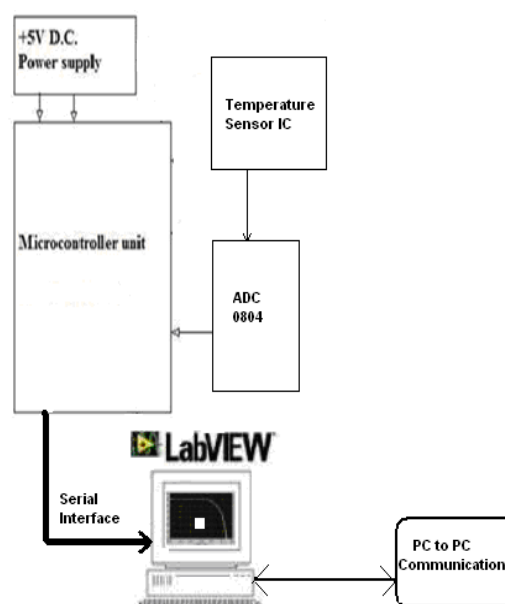 +5V D.C.
Power supply
Temperature
Sensor IC
Microcontroller unit
ADC
0804
LabVIEW
Serial
Interface
PC to PC
Communication